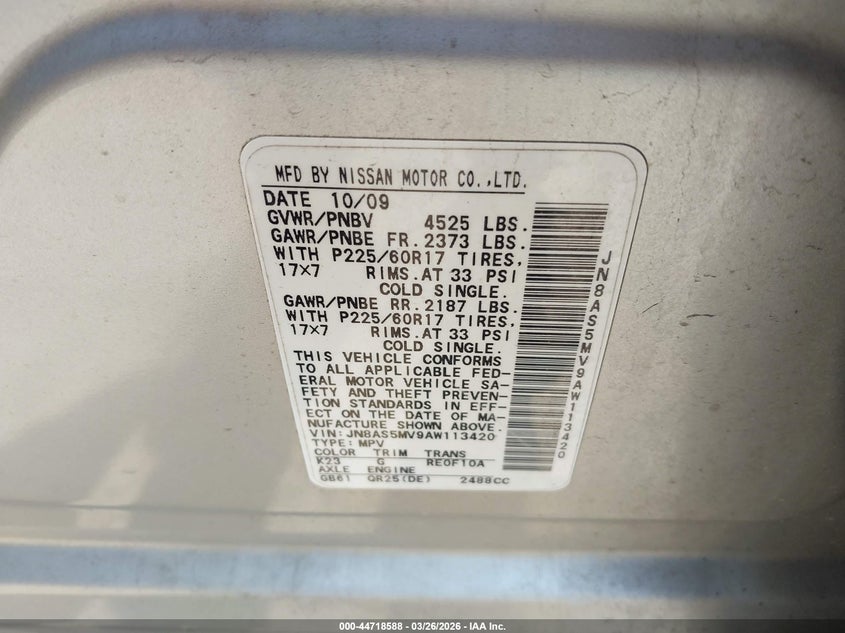 MFD BY NISSAN MOTOR CO.,LTD.
DATE 10/09
GVWR/PNBV 4525 LBS.
GAWR/PNBE FR. 2373 LBS.
WITH P225/60R17 TIRES,
17×7 RIMS.AT 33 PSI
COLD SINGLE.
GAWR/PNBE RR. 2187 LBS.
WITH P225/60R17 TIRES,
17×7 RIMS.AT 33 PSI
COLD SINGLE.
THIS VEHICLE CONFORMS
TO ALL APPLICABLE FED-
ERAL MOTOR VEHICLE SA-
FETY AND THEFT PREVEN-
TION STANDARDS IN EFF-
ECT ON THE DATE OF MA-
NUFACTURE SHOWN ABOVE.
VIN: JN8AS5MV9AW113420
TYPE: MPV
COLOR TRIM TRANS
K23 G RE0F10A
AXLE ENGINE
GB61 QR25(DE) 2488CC
JN8AS5MV9AW113420
000-44718588 — 03/26/2026 — IAA Inc.